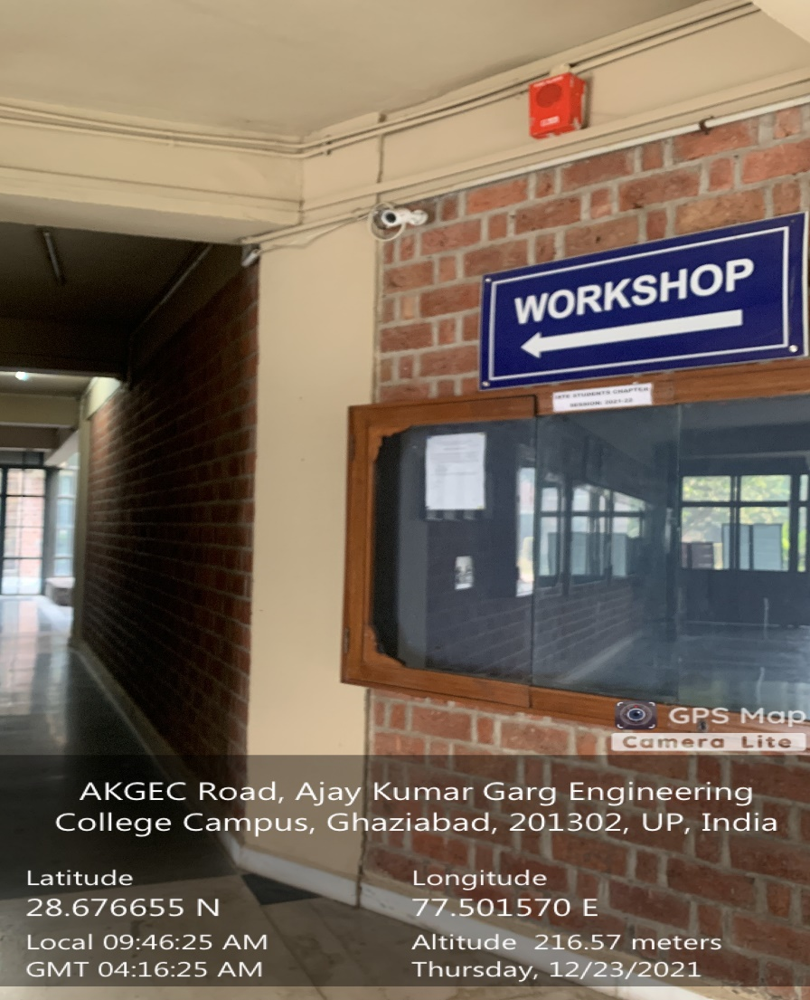 WORKSHOP
IATE STUDENTS CHAPTER
SESSION: 2021-22
GPS Map
Camera Lite
AKGEC Road, Ajay Kumar Garg Engineering
College Campus, Ghaziabad, 201302, UP, India
Latitude
28.676655 N
Longitude
77.501570 E
Local 09:46:25 AM
GMT 04:16:25 AM
Altitude 216.57 meters
Thursday, 12/23/2021